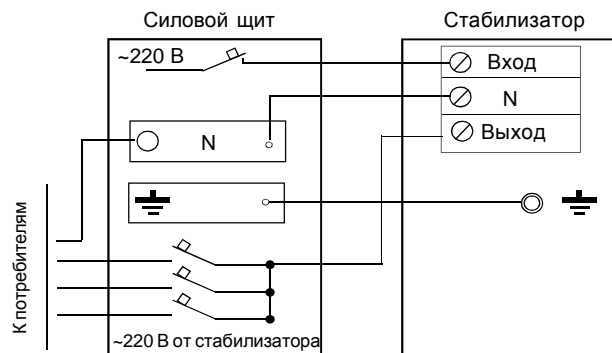 Силовой щит
Стабилизатор
~220 В
Вход
N
N
Выход
К потребителям
~220 В от стабилизатора